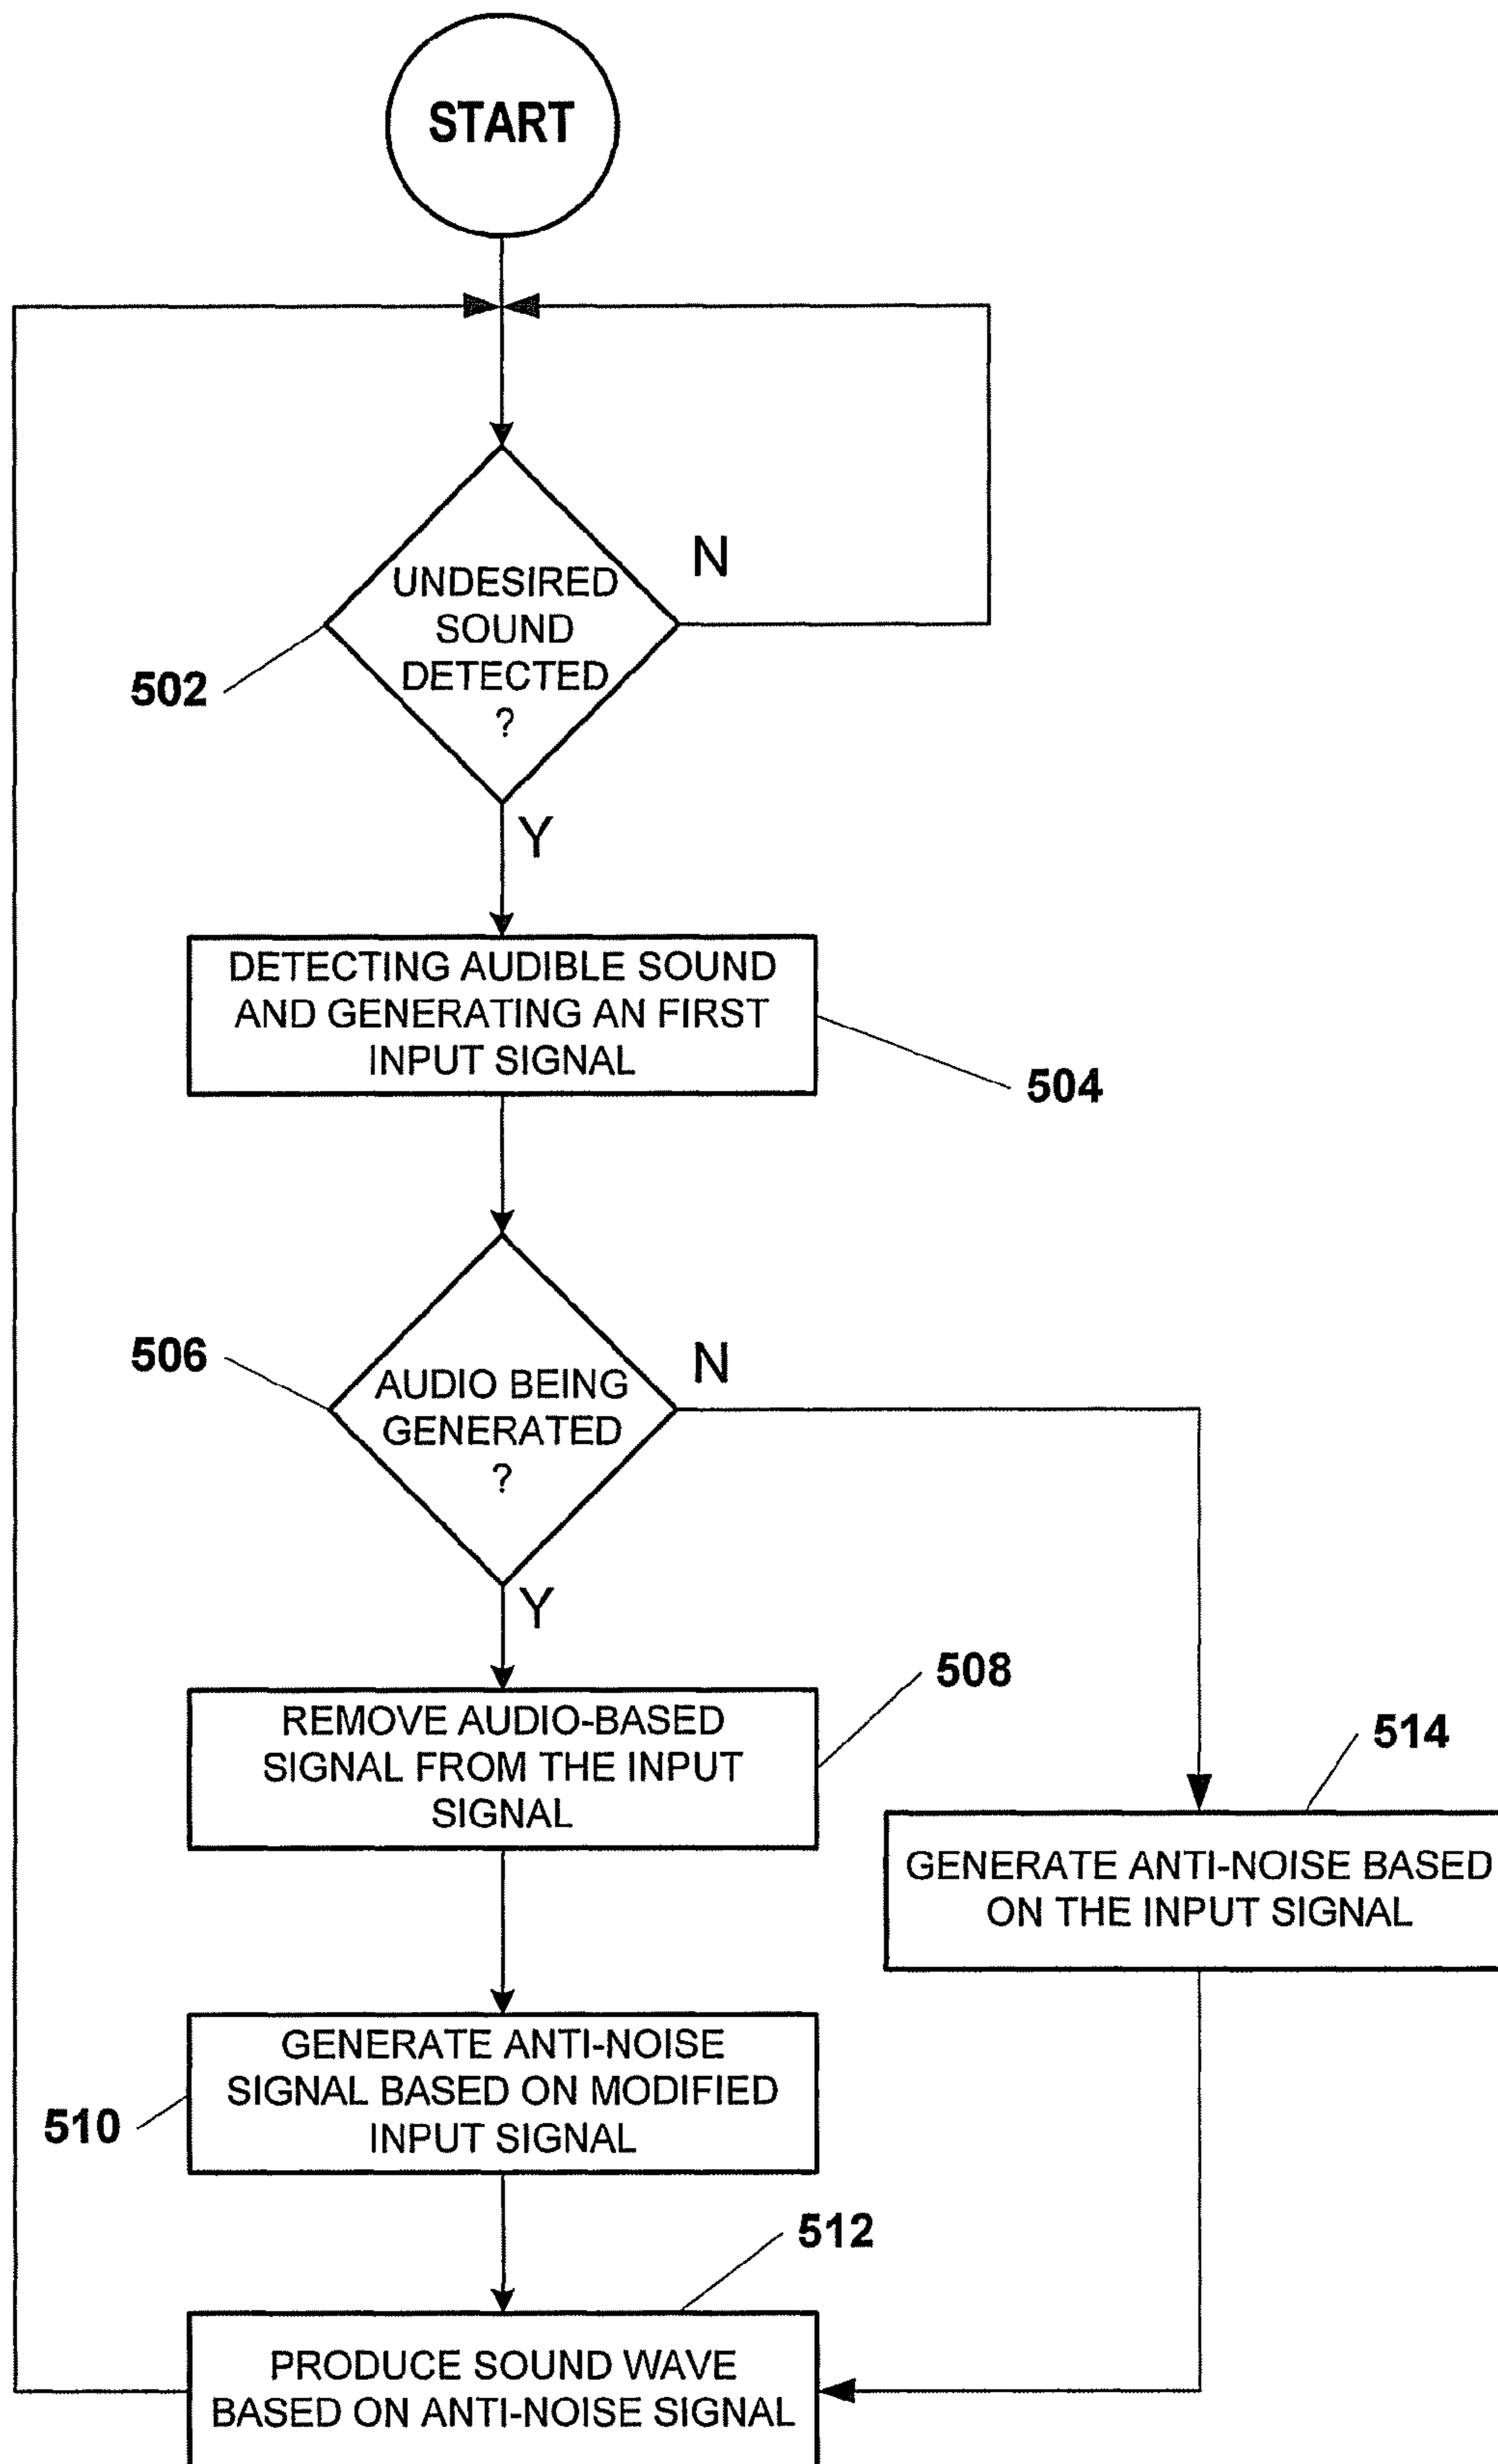 START
N
UNDESIRED
SOUND
DETECTED
?
502
Y
DETECTING AUDIBLE SOUND
AND GENERATING AN FIRST
INPUT SIGNAL
504
506
N
AUDIO BEING
GENERATED
?
Y
508
REMOVE AUDIO-BASED
SIGNAL FROM THE INPUT
SIGNAL
514
GENERATE ANTI-NOISE BASED
ON THE INPUT SIGNAL
GENERATE ANTI-NOISE
SIGNAL BASED ON MODIFIED
INPUT SIGNAL
510
512
PRODUCE SOUND WAVE
BASED ON ANTI-NOISE SIGNAL